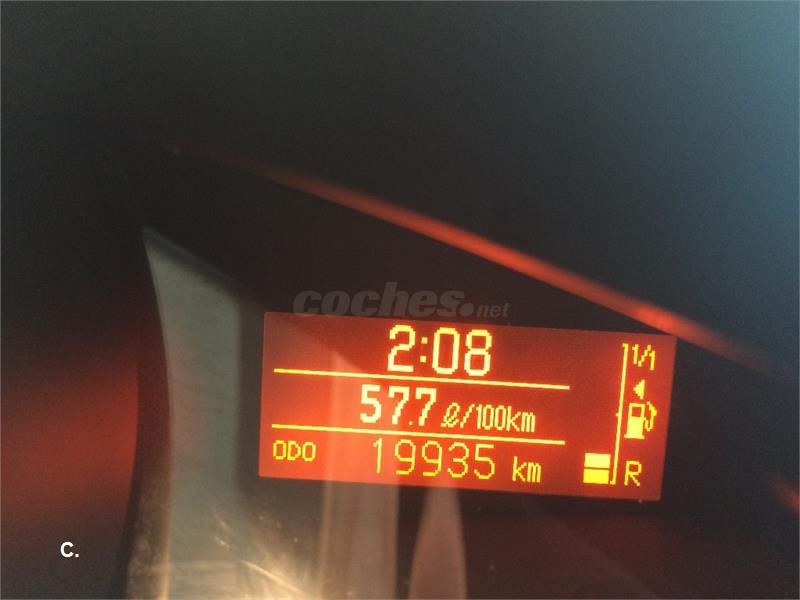 coches.net
2:08
57.7 ℓ/100km
ODO 19935 km
1/1
R
C.